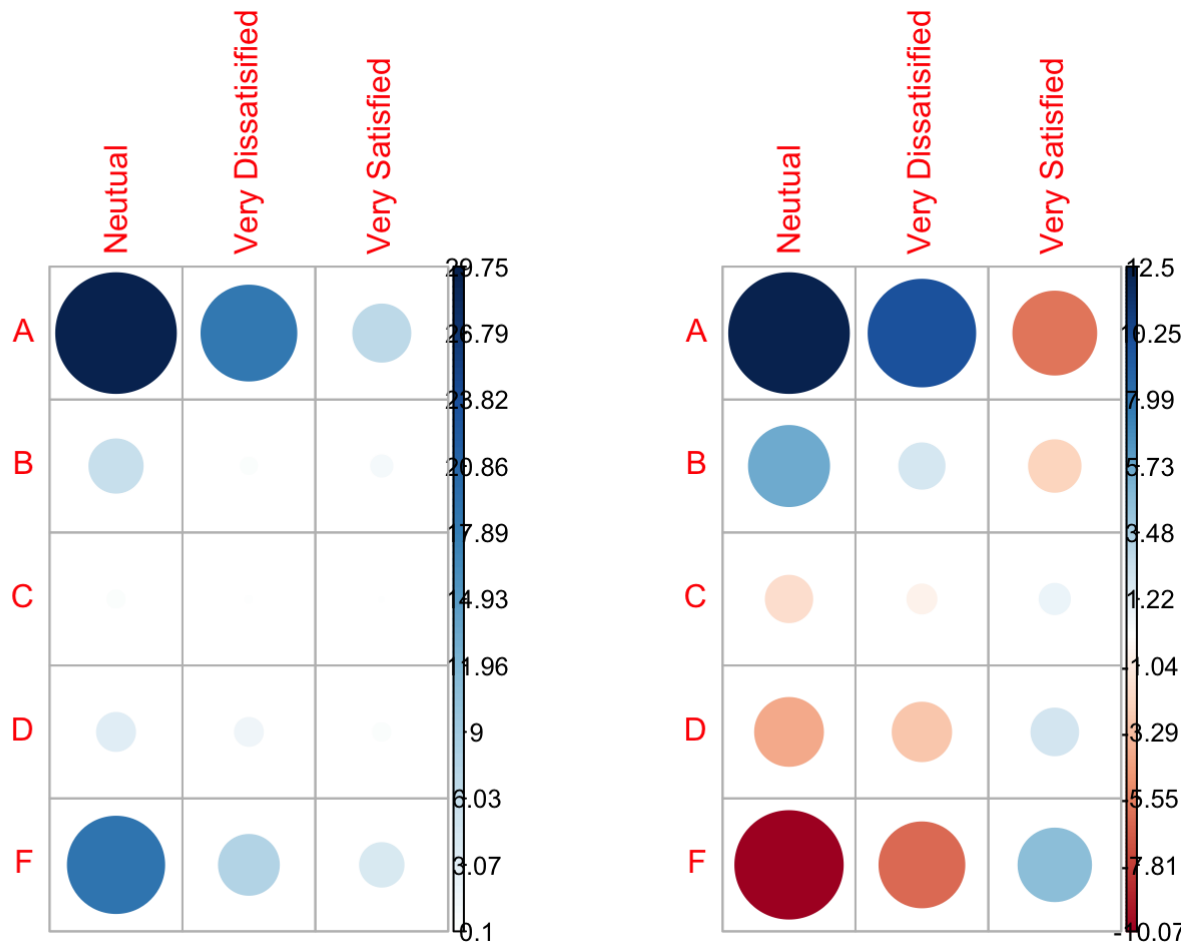 Neutual
Very Dissatisified
Very Satisfied
A
B
C
D
F
29.75
26.79
23.82
20.86
17.89
14.93
11.96
9
6.03
3.07
0.1
Neutual
Very Dissatisified
Very Satisfied
A
B
C
D
F
12.5
10.25
7.99
5.73
3.48
1.22
-1.04
-3.29
-5.55
-7.81
-10.07